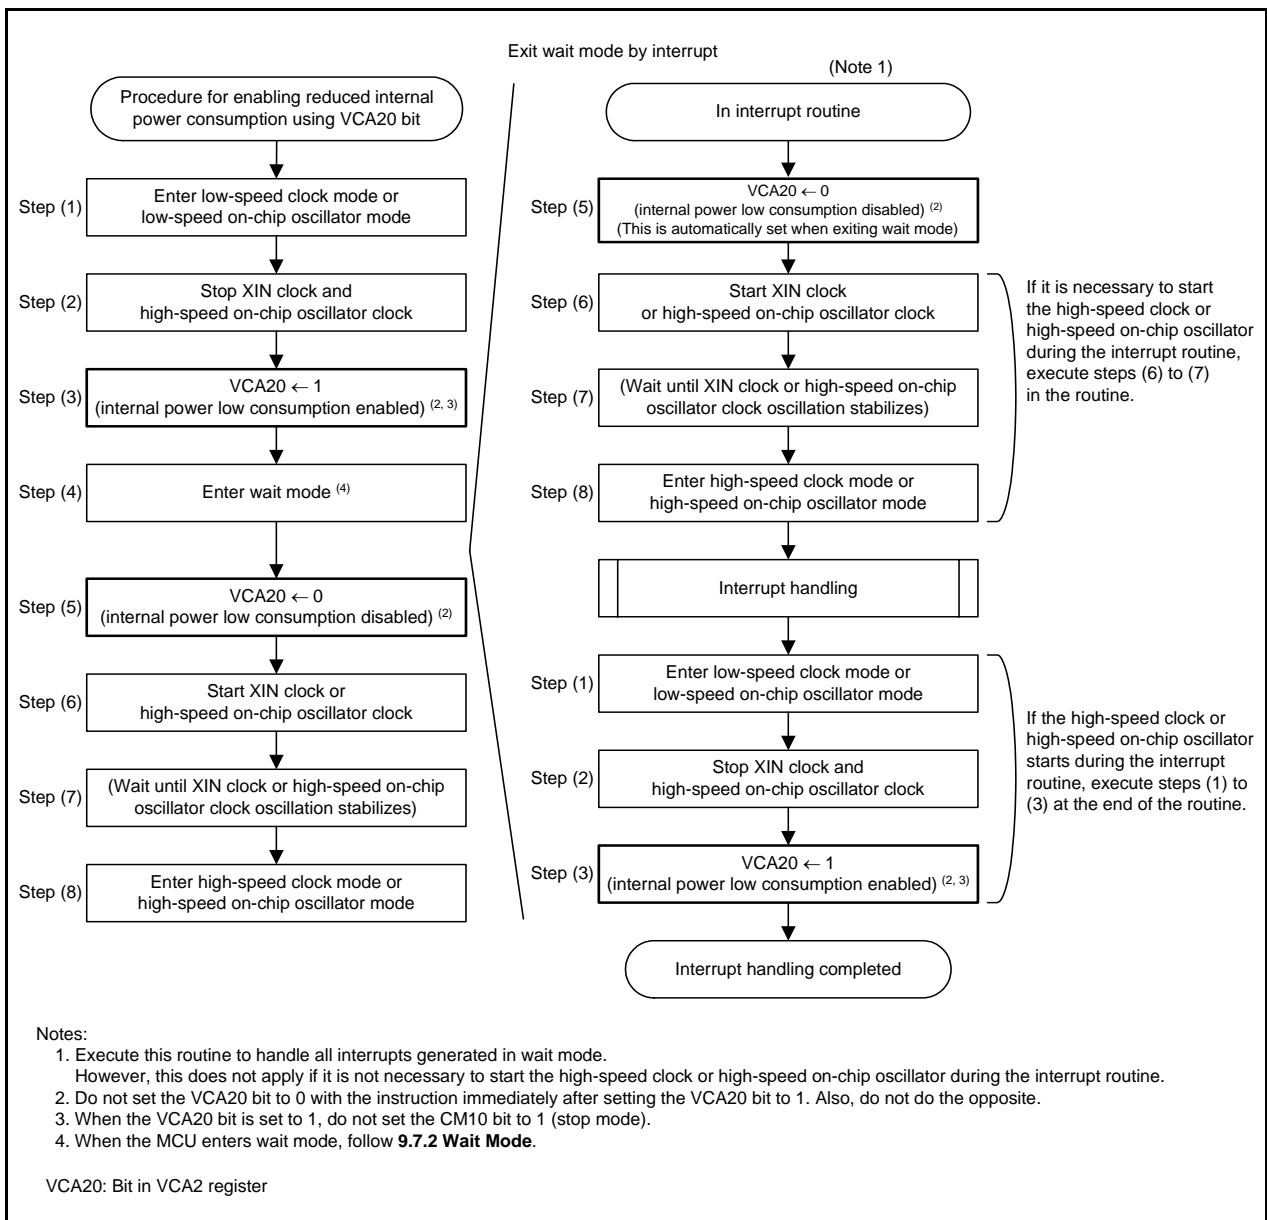 Exit wait mode by interrupt
Procedure for enabling reduced internal
power consumption using VCA20 bit
Step (1)
Enter low-speed clock mode or
low-speed on-chip oscillator mode
Step (2)
Stop XIN clock and
high-speed on-chip oscillator clock
Step (3)
VCA20 ← 1
(internal power low consumption enabled) (2, 3)
Step (4)
Enter wait mode (4)
Step (5)
VCA20 ← 0
(internal power low consumption disabled) (2)
Step (6)
Start XIN clock or
high-speed on-chip oscillator clock
Step (7)
(Wait until XIN clock or high-speed on-chip
oscillator clock oscillation stabilizes)
Step (8)
Enter high-speed clock mode or
high-speed on-chip oscillator mode
(Note 1)
In interrupt routine
Step (5)
VCA20 ← 0
(internal power low consumption disabled) (2)
(This is automatically set when exiting wait mode)
Step (6)
Start XIN clock
or high-speed on-chip oscillator clock
Step (7)
(Wait until XIN clock or high-speed on-chip
oscillator clock oscillation stabilizes)
Step (8)
Enter high-speed clock mode or
high-speed on-chip oscillator mode
If it is necessary to start
the high-speed clock or
high-speed on-chip oscillator
during the interrupt routine,
execute steps (6) to (7)
in the routine.
Interrupt handling
Step (1)
Enter low-speed clock mode or
low-speed on-chip oscillator mode
Step (2)
Stop XIN clock and
high-speed on-chip oscillator clock
Step (3)
VCA20 ← 1
(internal power low consumption enabled) (2, 3)
If the high-speed clock or
high-speed on-chip oscillator
starts during the interrupt
routine, execute steps (1) to
(3) at the end of the routine.
Interrupt handling completed
Notes:
1. Execute this routine to handle all interrupts generated in wait mode.
However, this does not apply if it is not necessary to start the high-speed clock or high-speed on-chip oscillator during the interrupt routine.
2. Do not set the VCA20 bit to 0 with the instruction immediately after setting the VCA20 bit to 1. Also, do not do the opposite.
3. When the VCA20 bit is set to 1, do not set the CM10 bit to 1 (stop mode).
4. When the MCU enters wait mode, follow 9.7.2 Wait Mode.
VCA20: Bit in VCA2 register